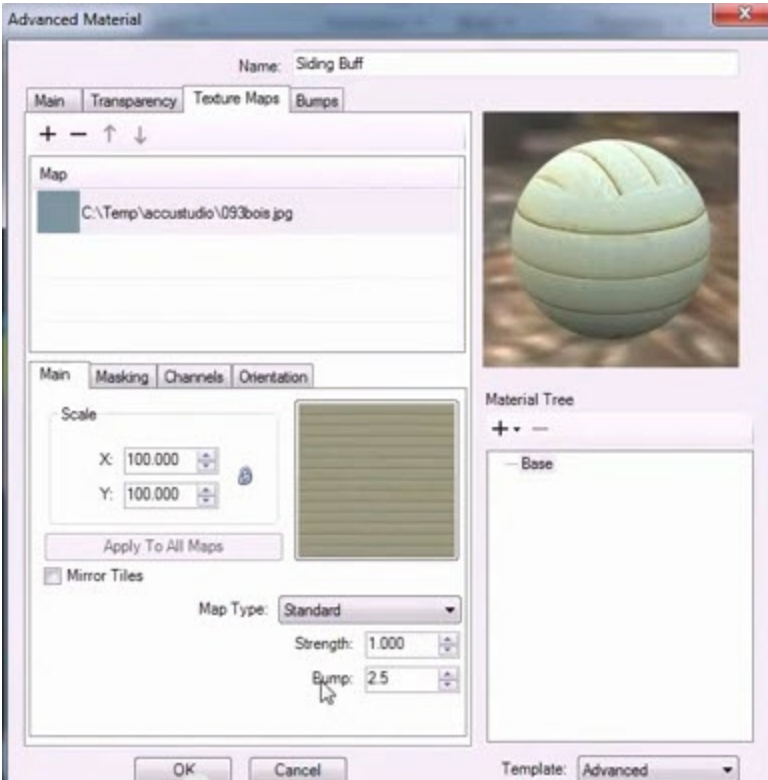 Advanced Material
Name: Siding Buff
Main Transparency Texture Maps Bumps
Map
C:\Temp\accustudio\093bois.jpg
Main Masking Channels Orientation
Scale
X: 100.000
Y: 100.000
Apply To All Maps
Mirror Tiles
Map Type: Standard
Strength: 1.000
Bump: 2.5
Material Tree
Base
OK Cancel
Template: Advanced